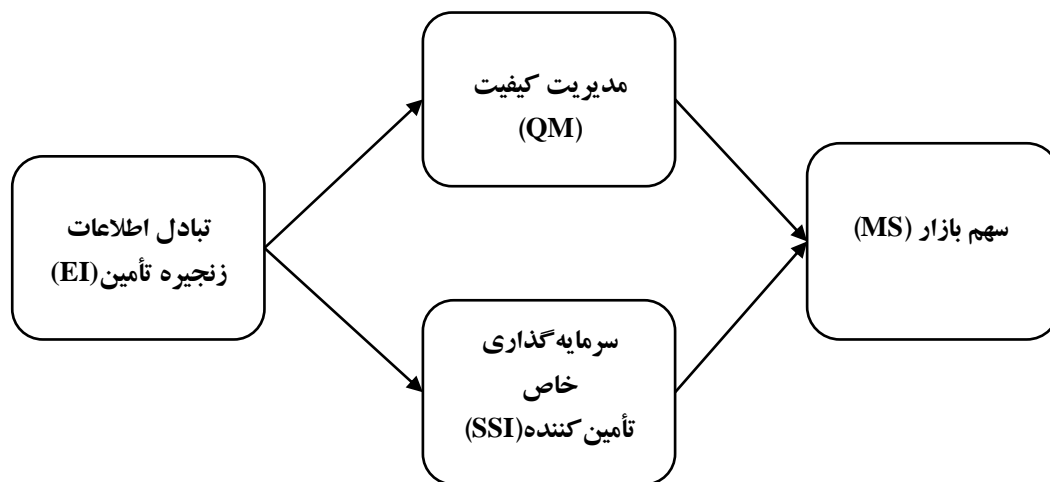 مدیریت کیفیت
(QM)
تبادل اطلاعات
زنجیره تأمین(EI)
سرمایه‌گذاری
خاص
تأمین‌کننده(SSI)
سهم بازار (MS)